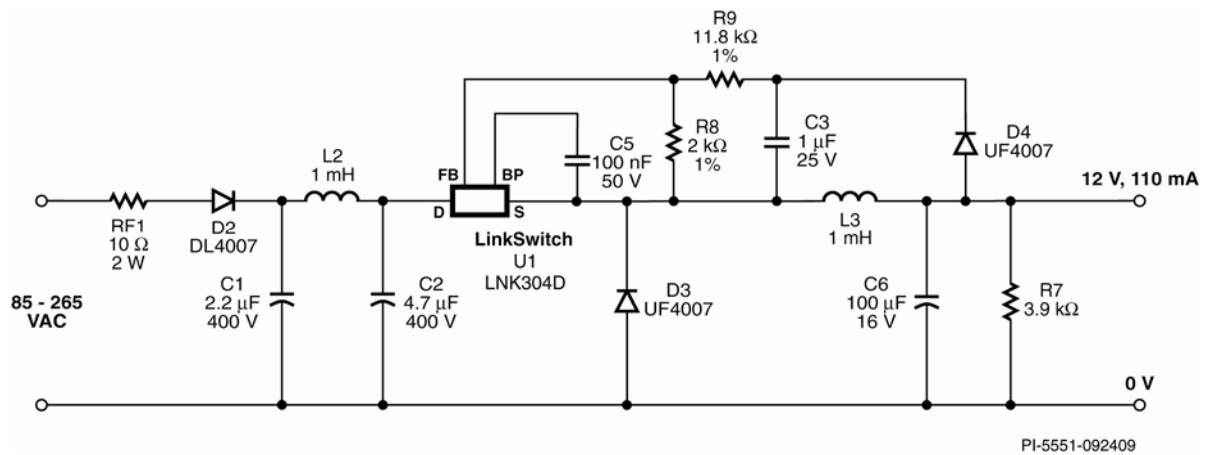 R9
11.8 kΩ
1%
R8
2 kΩ
1%
C3
1 µF
25 V
D4
UF4007
C5
100 nF
50 V
L2
1 mH
FB
BP
D
S
12 V, 110 mA
RF1
10 Ω
2 W
D2
DL4007
LinkSwitch
U1
LNK304D
L3
1 mH
85 - 265
VAC
C1
2.2 µF
400 V
C2
4.7 µF
400 V
D3
UF4007
C6
100 µF
16 V
R7
3.9 kΩ
0 V
PI-5551-092409